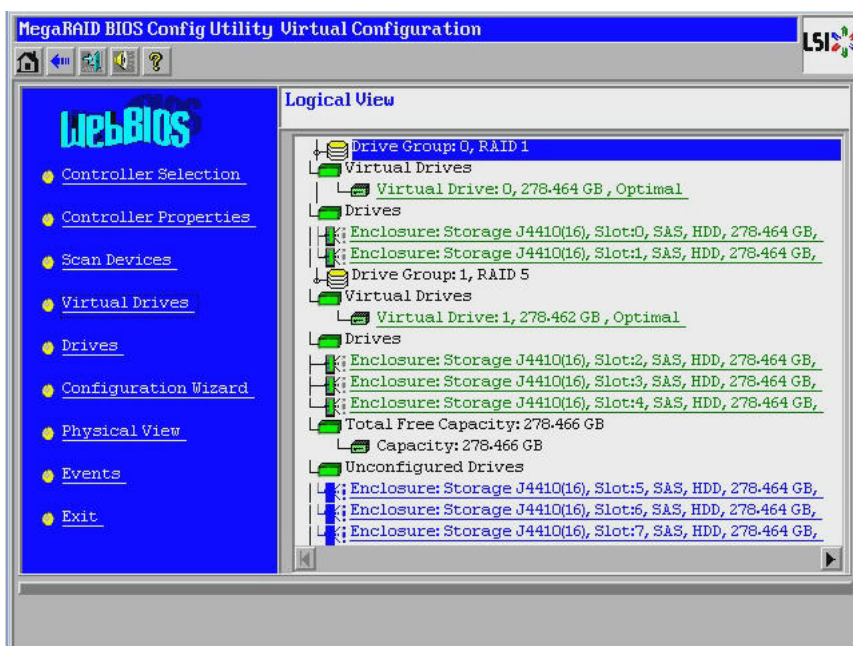 MegaRAID BIOS Config Utility Virtual Configuration
LSI
WebBIOS
Controller Selection
Controller Properties
Scan Devices
Virtual Drives
Drives
Configuration Wizard
Physical View
Events
Exit
Logical View
Drive Group: 0, RAID 1
Virtual Drives
Virtual Drive: 0, 278.464 GB , Optimal
Drives
Enclosure: Storage J4410(16), Slot:0, SAS, HDD, 278.464 GB,
Enclosure: Storage J4410(16), Slot:1, SAS, HDD, 278.464 GB,
Drive Group: 1, RAID 5
Virtual Drives
Virtual Drive: 1, 278.462 GB , Optimal
Drives
Enclosure: Storage J4410(16), Slot:2, SAS, HDD, 278.464 GB,
Enclosure: Storage J4410(16), Slot:3, SAS, HDD, 278.464 GB,
Enclosure: Storage J4410(16), Slot:4, SAS, HDD, 278.464 GB,
Total Free Capacity: 278.466 GB
Capacity: 278.466 GB
Unconfigured Drives
Enclosure: Storage J4410(16), Slot:5, SAS, HDD, 278.464 GB,
Enclosure: Storage J4410(16), Slot:6, SAS, HDD, 278.464 GB,
Enclosure: Storage J4410(16), Slot:7, SAS, HDD, 278.464 GB,